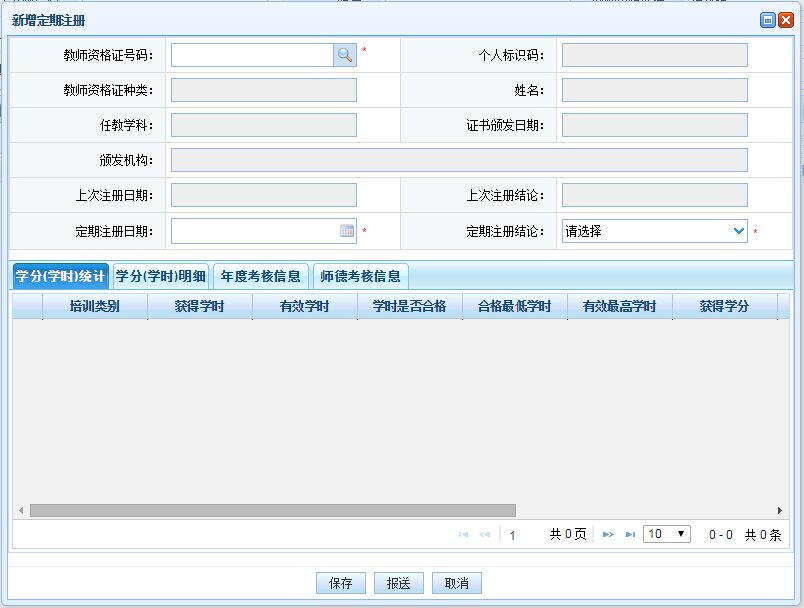 新增定期注册
教师资格证号码： * 个人标识码：
教师资格证种类： 姓名：
任教学科： 证书颁发日期：
颁发机构：
上次注册日期： 上次注册结论：
定期注册日期： * 定期注册结论： 请选择 *
学分(学时)统计 学分(学时)明细 年度考核信息 师德考核信息
培训类别 获得学时 有效学时 学时是否合格 合格最低学时 有效最高学时 获得学分
1 共 0 页 10 0 - 0 共 0 条
保存 报送 取消